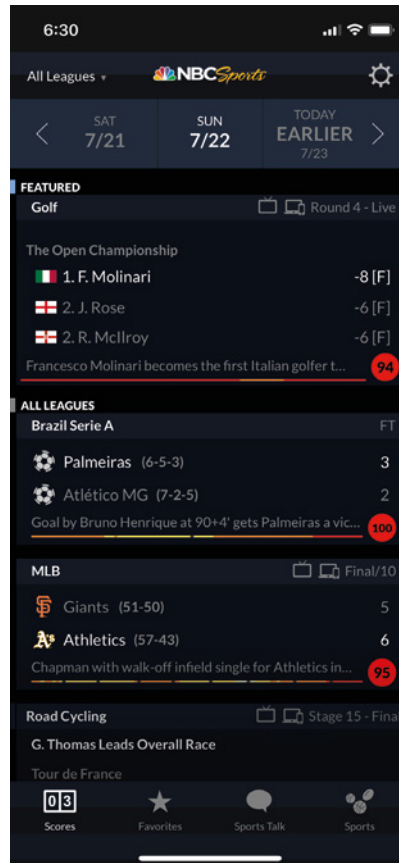 6:30
All Leagues
NBCSports
SAT
7/21
SUN
7/22
TODAY
EARLIER
7/23
FEATURED
Golf Round 4 - Live
The Open Championship
1. F. Molinari -8 [F]
2. J. Rose -6 [F]
2. R. McIlroy -6 [F]
Francesco Molinari becomes the first Italian golfer t... 94
ALL LEAGUES
Brazil Serie A FT
Palmeiras (6-5-3) 3
Atlético MG (7-2-5) 2
Goal by Bruno Henrique at 90+4' gets Palmeiras a vic... 100
MLB Final/10
SF Giants (51-50) 5
A's Athletics (57-43) 6
Chapman with walk-off infield single for Athletics in... 95
Road Cycling Stage 15 - Fina
G. Thomas Leads Overall Race
Tour de France
03
Scores Favorites Sports Talk Sports